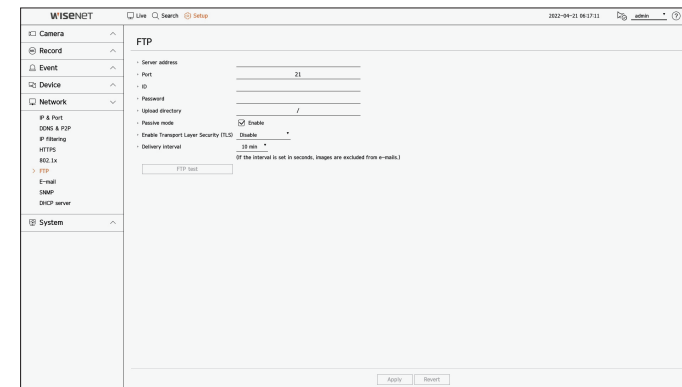 WISENET
Live Search Setup
2022-04-21 06:17:11 admin ?
Camera
Record
Event
Device
Network
IP & Port
DDNS & P2P
IP filtering
HTTPS
802.1x
> FTP
E-mail
SNMP
DHCP server
System
FTP
· Server address
· Port 21
· ID
· Password
· Upload directory /
· Passive mode Enable
· Enable Transport Layer Security (TLS) Disable
· Delivery interval 10 min
(If the interval is set in seconds, images are excluded from e-mails.)
FTP test
Apply Revert